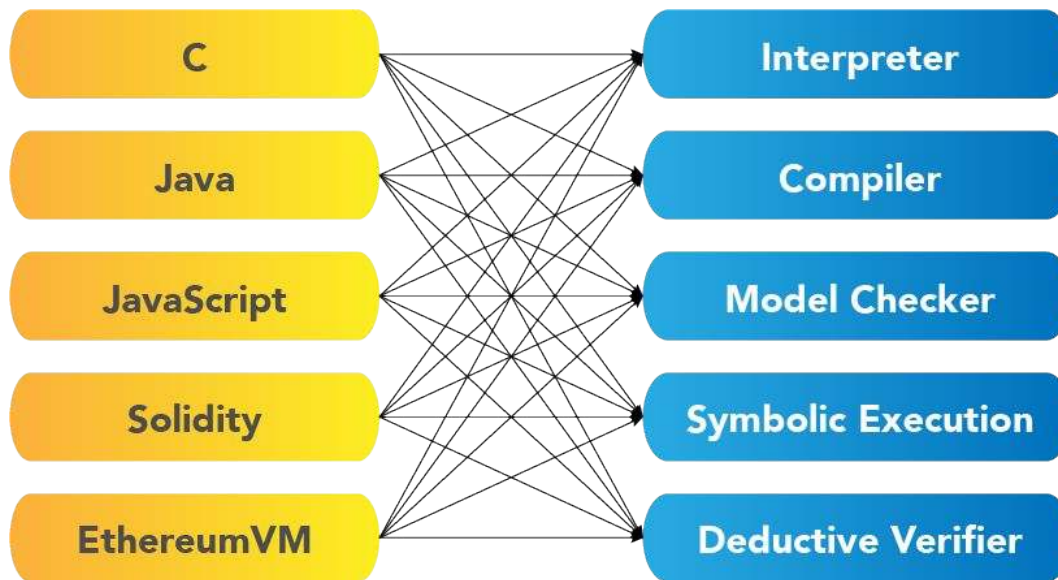 C
Interpreter
Java
Compiler
JavaScript
Model Checker
Solidity
Symbolic Execution
EthereumVM
Deductive Verifier